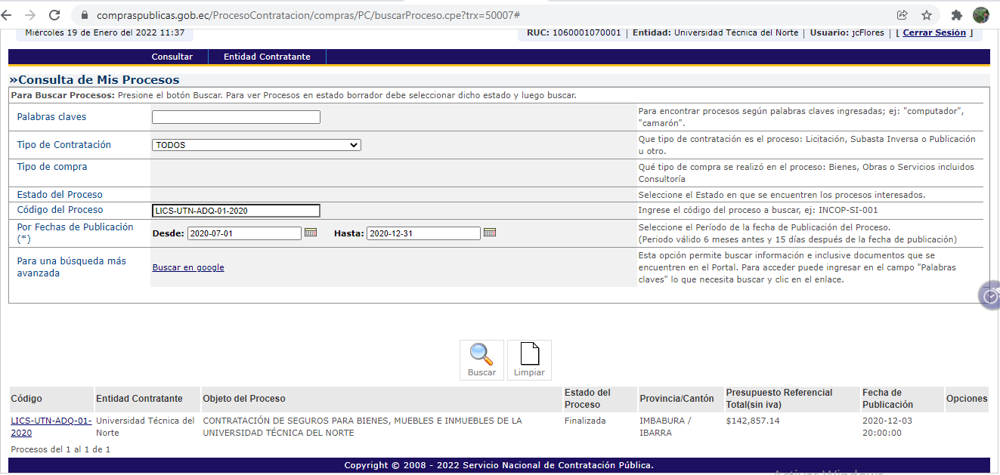 compraspublicas.gob.ec/ProcesoContratacion/compras/PC/buscarProceso.cpe?trx=50007#
Miércoles 19 de Enero del 2022 11:37
RUC: 1060001070001 | Entidad: Universidad Técnica del Norte | Usuario: jcFlores | [ Cerrar Sesión ]
Consultar
Entidad Contratante
»Consulta de Mis Procesos
Para Buscar Procesos: Presione el botón Buscar. Para ver Procesos en estado borrador debe seleccionar dicho estado y luego buscar.
Palabras claves
Para encontrar procesos según palabras claves ingresadas; ej: "computador",
"camarón".
Tipo de Contratación
TODOS
Que tipo de contratación es el proceso: Licitación, Subasta Inversa o Publicación
u otro.
Tipo de compra
Qué tipo de compra se realizó en el proceso: Bienes, Obras o Servicios incluidos
Consultoría
Estado del Proceso
Seleccione el Estado en que se encuentren los procesos interesados.
Código del Proceso
LICS-UTN-ADQ-01-2020
Ingrese el código del proceso a buscar, ej: INCOP-SI-001
Por Fechas de Publicación
(*)
Desde: 2020-07-01
Hasta: 2020-12-31
Seleccione el Período de la fecha de Publicación del Proceso.
(Periodo válido 6 meses antes y 15 días después de la fecha de publicación)
Para una búsqueda más
avanzada
Buscar en google
Esta opción permite buscar información e inclusive documentos que se
encuentren en el Portal. Para acceder puede ingresar en el campo "Palabras
claves" lo que necesita buscar y clic en el enlace.
Buscar
Limpiar
Código
Entidad Contratante
Objeto del Proceso
Estado del
Proceso
Provincia/Cantón
Presupuesto Referencial
Total(sin iva)
Fecha de
Publicación
Opciones
LICS-UTN-ADQ-01-
2020
Universidad Técnica del
Norte
CONTRATACIÓN DE SEGUROS PARA BIENES, MUEBLES E INMUEBLES DE LA
UNIVERSIDAD TÉCNICA DEL NORTE
Finalizada
IMBABURA /
IBARRA
$142,857.14
2020-12-03
20:00:00
Procesos del 1 al 1 de 1
Copyright © 2008 - 2022 Servicio Nacional de Contratación Pública.
Activar Windows